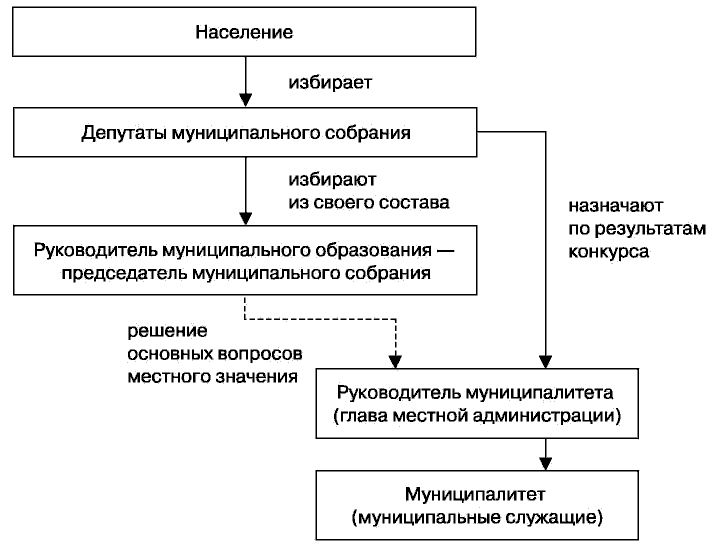 Население
избирает
Депутаты муниципального собрания
избирают
из своего состава
назначают
по результатам
конкурса
Руководитель муниципального образования —
председатель муниципального собрания
решение
основных вопросов
местного значения
Руководитель муниципалитета
(глава местной администрации)
Муниципалитет
(муниципальные служащие)